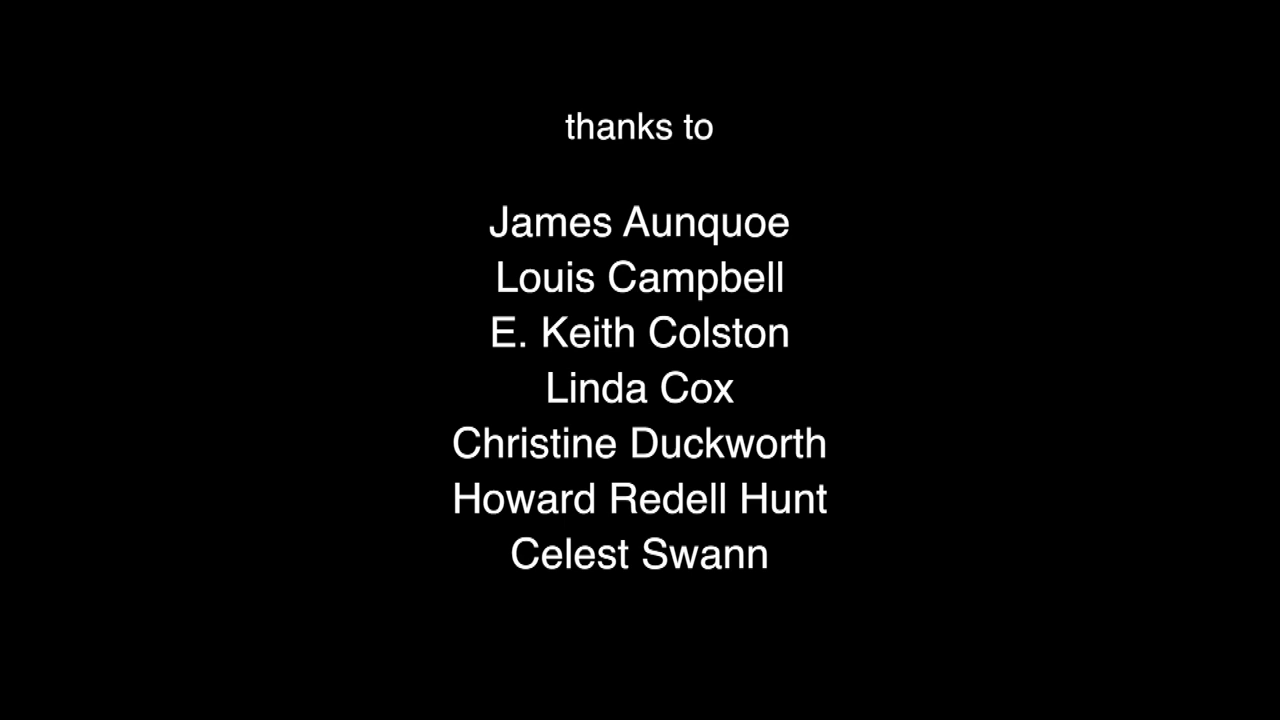 thanks to
James Aunquoe
Louis Campbell
E. Keith Colston
Linda Cox
Christine Duckworth
Howard Redell Hunt
Celest Swann